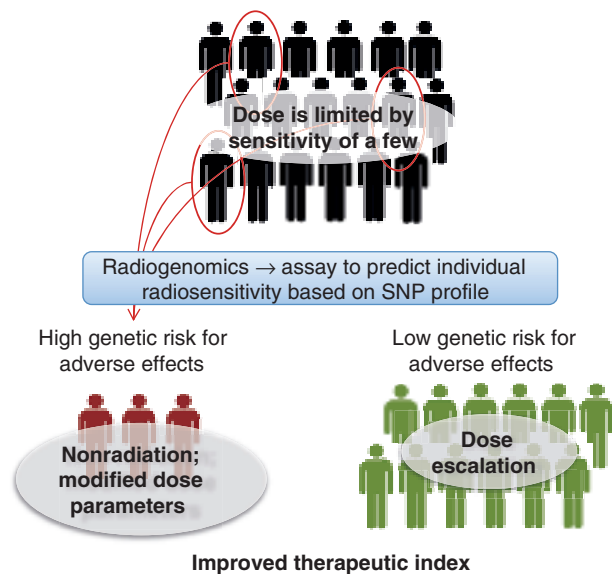 Dose is limited by
sensitivity of a few
Radiogenomics → assay to predict individual
radiosensitivity based on SNP profile
High genetic risk for
adverse effects
Low genetic risk for
adverse effects
Nonradiation;
modified dose
parameters
Dose
escalation
Improved therapeutic index